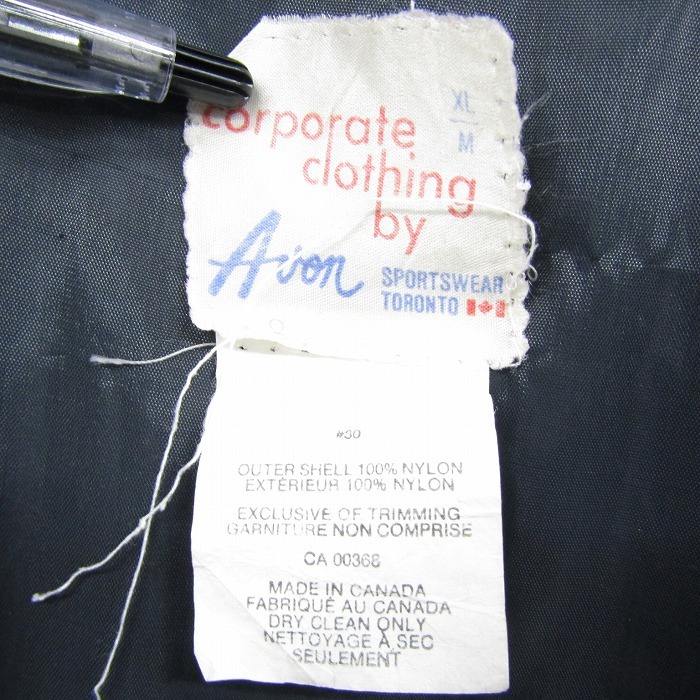 corporate
clothing
by
XL
M
Avon
SPORTSWEAR
TORONTO
#30
OUTER SHELL 100% NYLON
EXTÉRIEUR 100% NYLON
EXCLUSIVE OF TRIMMING
GARNITURE NON COMPRISE
CA 00368
MADE IN CANADA
FABRIQUÉ AU CANADA
DRY CLEAN ONLY
NETTOYAGE À SEC
SEULEMENT